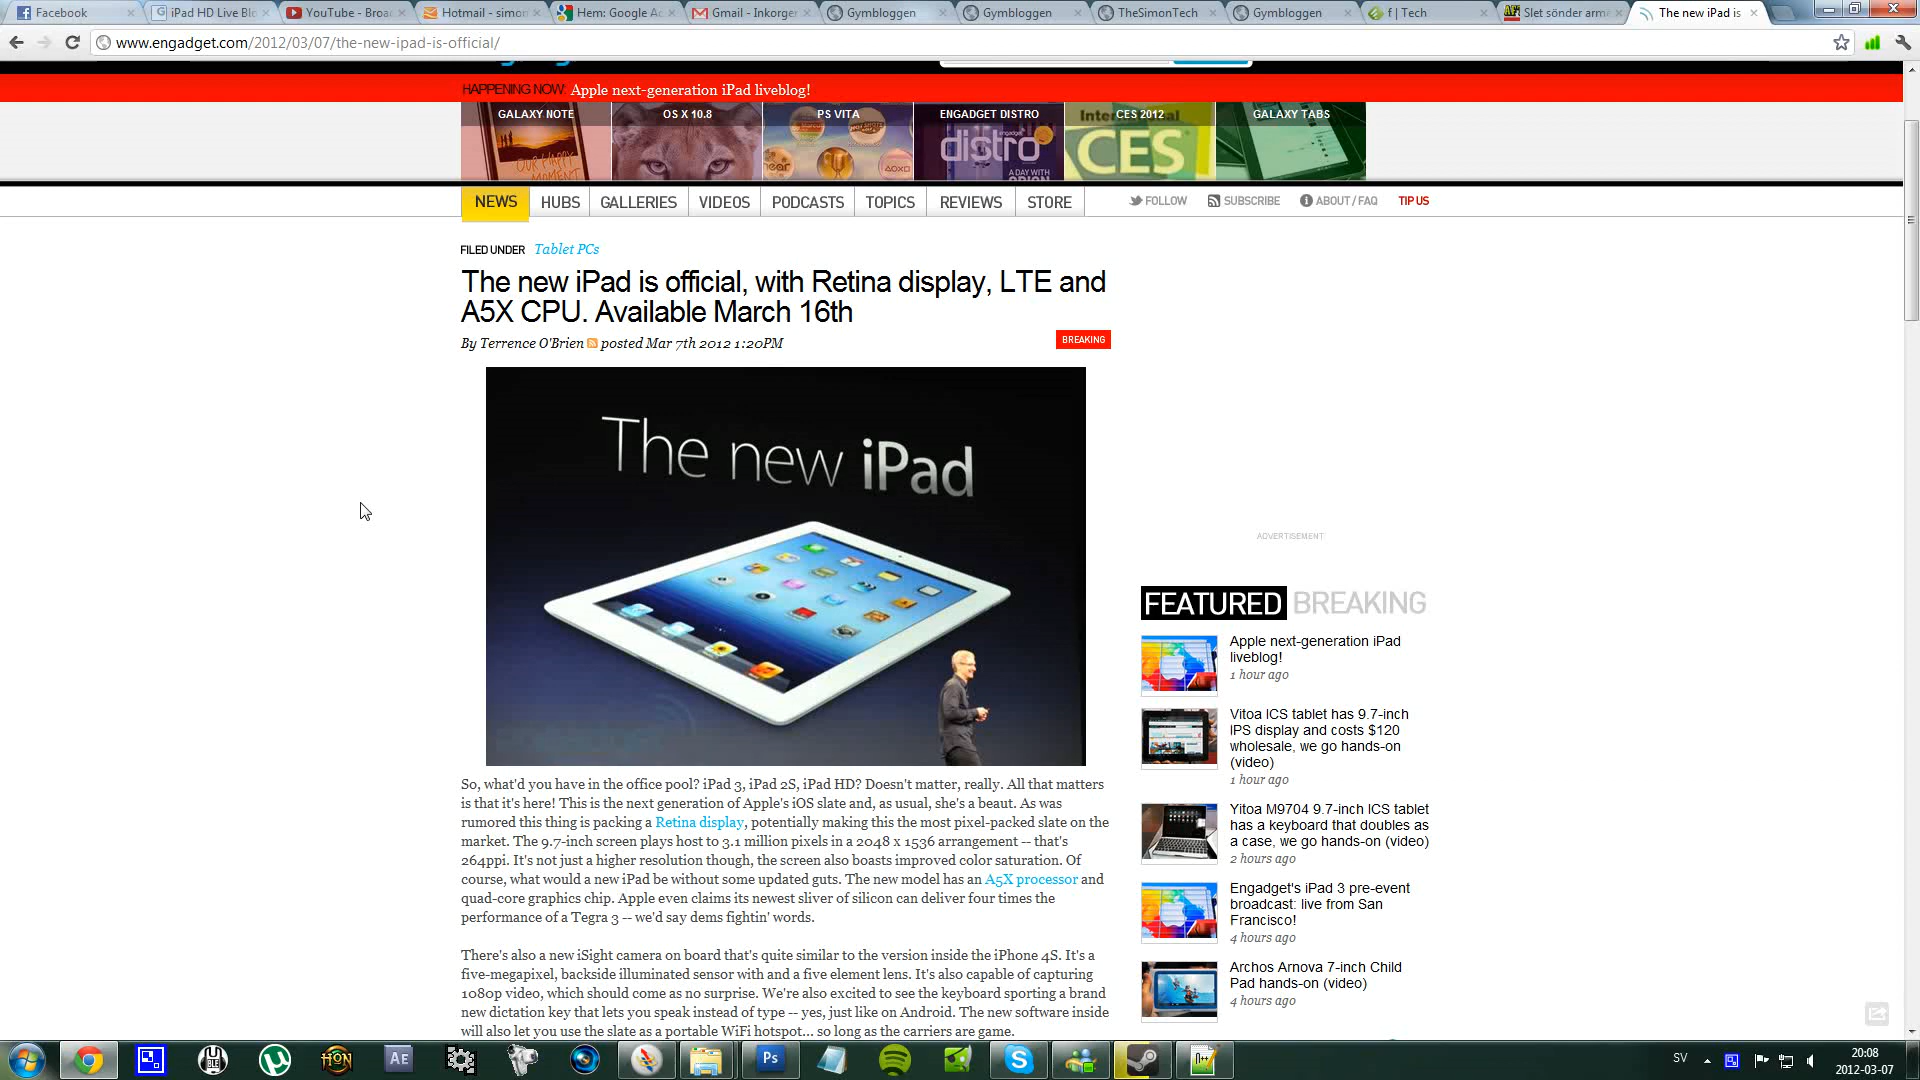 Facebook
iPad HD Live Blo
YouTube - Broa
Hotmail - simon
Hem: Google A
Gmail - Inkorger
Gymbloggen
Gymbloggen
TheSimonTech
Gymbloggen
f | Tech
Slet sönder arm
The new iPad is
www.engadget.com/2012/03/07/the-new-ipad-is-official/
HAPPENING NOW: Apple next-generation iPad liveblog!
GALAXY NOTE
OS X 10.8
PS VITA
ENGADGET DISTRO
CES 2012
GALAXY TABS
OUR HAPPY MOMENT
engadget
distro
A DAY WITH
CES
NEWS
HUBS
GALLERIES
VIDEOS
PODCASTS
TOPICS
REVIEWS
STORE
FOLLOW
SUBSCRIBE
ABOUT / FAQ
TIP US
FILED UNDER Tablet PCs
The new iPad is official, with Retina display, LTE and
A5X CPU. Available March 16th
By Terrence O'Brien posted Mar 7th 2012 1:20PM
BREAKING
The new iPad
So, what'd you have in the office pool? iPad 3, iPad 2S, iPad HD? Doesn't matter, really. All that matters
is that it's here! This is the next generation of Apple's iOS slate and, as usual, she's a beaut. As was
rumored this thing is packing a Retina display, potentially making this the most pixel-packed slate on the
market. The 9.7-inch screen plays host to 3.1 million pixels in a 2048 x 1536 arrangement -- that's
264ppi. It's not just a higher resolution though, the screen also boasts improved color saturation. Of
course, what would a new iPad be without some updated guts. The new model has an A5X processor and
quad-core graphics chip. Apple even claims its newest sliver of silicon can deliver four times the
performance of a Tegra 3 -- we'd say dems fightin' words.
There's also a new iSight camera on board that's quite similar to the version inside the iPhone 4S. It's a
five-megapixel, backside illuminated sensor with and a five element lens. It's also capable of capturing
1080p video, which should come as no surprise. We're also excited to see the keyboard sporting a brand
new dictation key that lets you speak instead of type -- yes, just like on Android. The new software inside
will also let you use the slate as a portable WiFi hotspot... so long as the carriers are game.
ADVERTISEMENT
FEATURED BREAKING
Apple next-generation iPad
liveblog!
1 hour ago
Vitoa ICS tablet has 9.7-inch
IPS display and costs $120
wholesale, we go hands-on
(video)
1 hour ago
Yitoa M9704 9.7-inch ICS tablet
has a keyboard that doubles as
a case, we go hands-on (video)
2 hours ago
Engadget's iPad 3 pre-event
broadcast: live from San
Francisco!
4 hours ago
Archos Arnova 7-inch Child
Pad hands-on (video)
4 hours ago
HON
AE
Ps
SV
20:08
2012-03-07